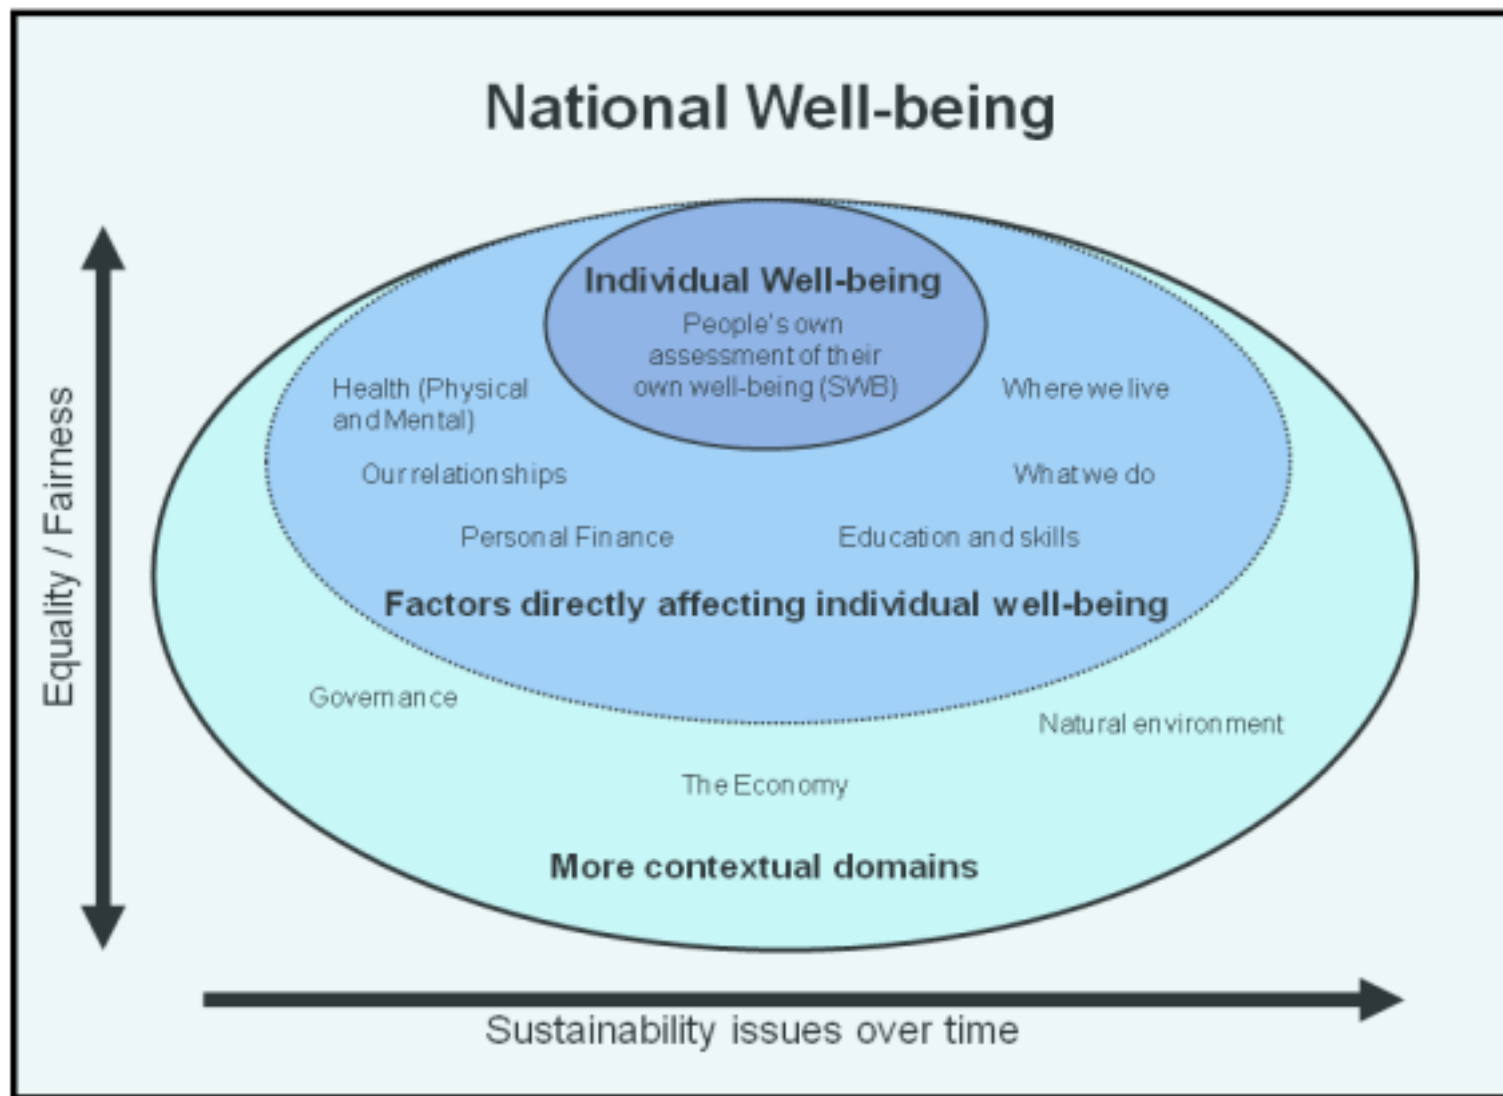 National Well-being
Individual Well-being
People's own
assessment of their
own well-being (SWB)
Health (Physical
and Mental)
Where we live
Our relationships
What we do
Personal Finance
Education and skills
Factors directly affecting individual well-being
Governance
Natural environment
The Economy
More contextual domains
Equality / Fairness
Sustainability issues over time